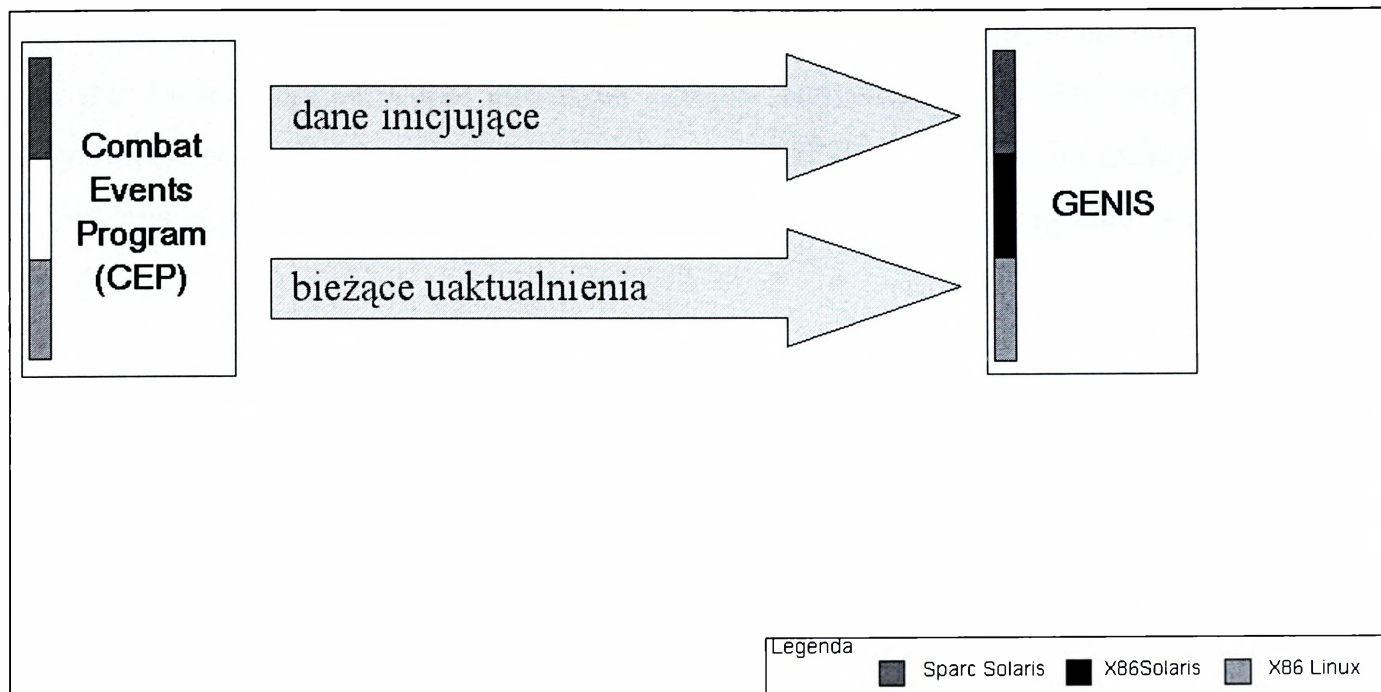 Combat
Events
Program
(CEP)
dane inicjujące
bieżące uaktualnienia
GENIS
Legenda
Sparc Solaris
X86Solaris
X86 Linux